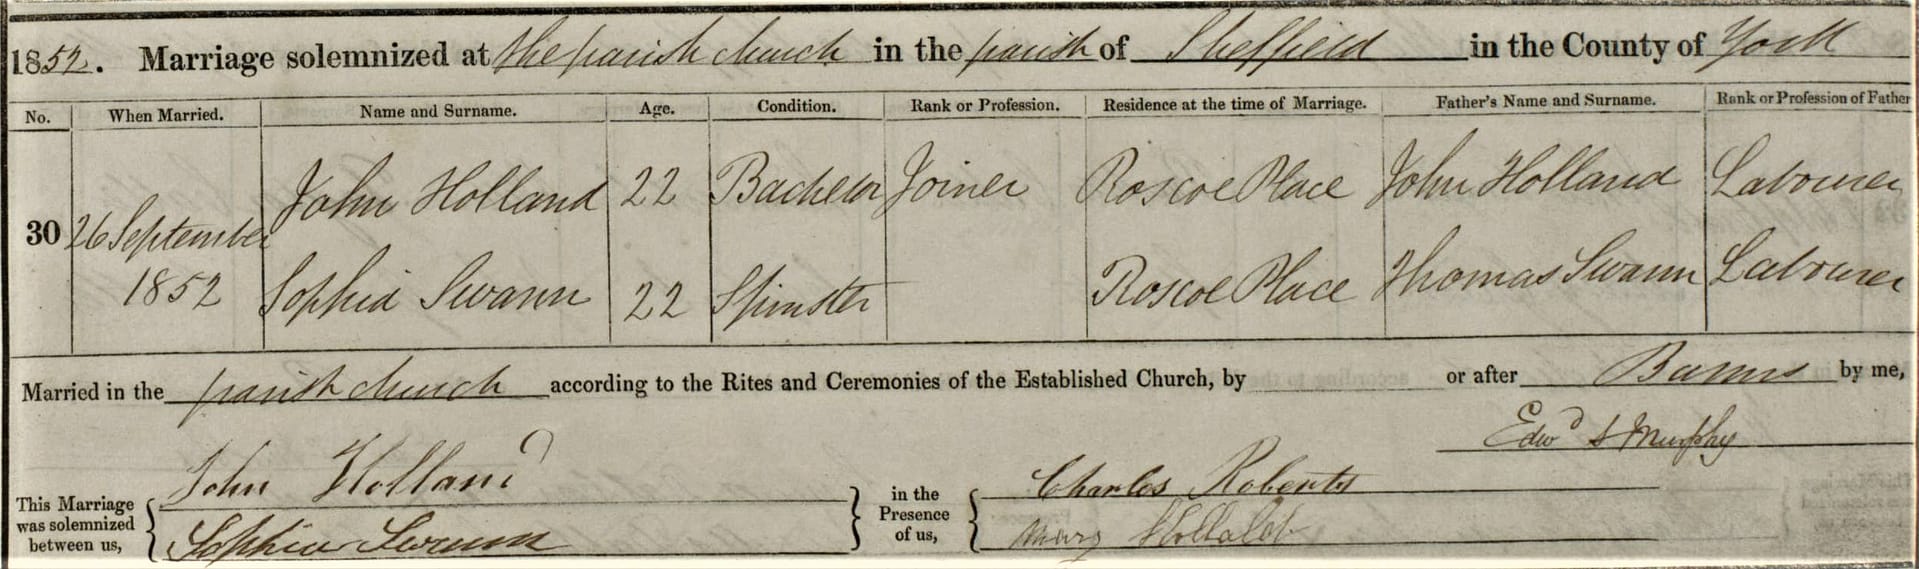 1852. Marriage solemnized at the parish church in the parish of Sheffield in the County of York
No. When Married. Name and Surname. Age. Condition. Rank or Profession. Residence at the time of Marriage. Father's Name and Surname. Rank or Profession of Father
John Holland 22 Bachelor Joiner Roscoe Place John Holland Labourer
30 26 September
1852 Sophia Swann 22 Spinster Roscoe Place Thomas Swann Labourer
Married in the parish church according to the Rites and Ceremonies of the Established Church, by or after Banns by me,
Edwd S Murphy
This Marriage was solemnized between us, John Holland
Sophia Swann
in the Presence of us, Charles Roberts
Mary